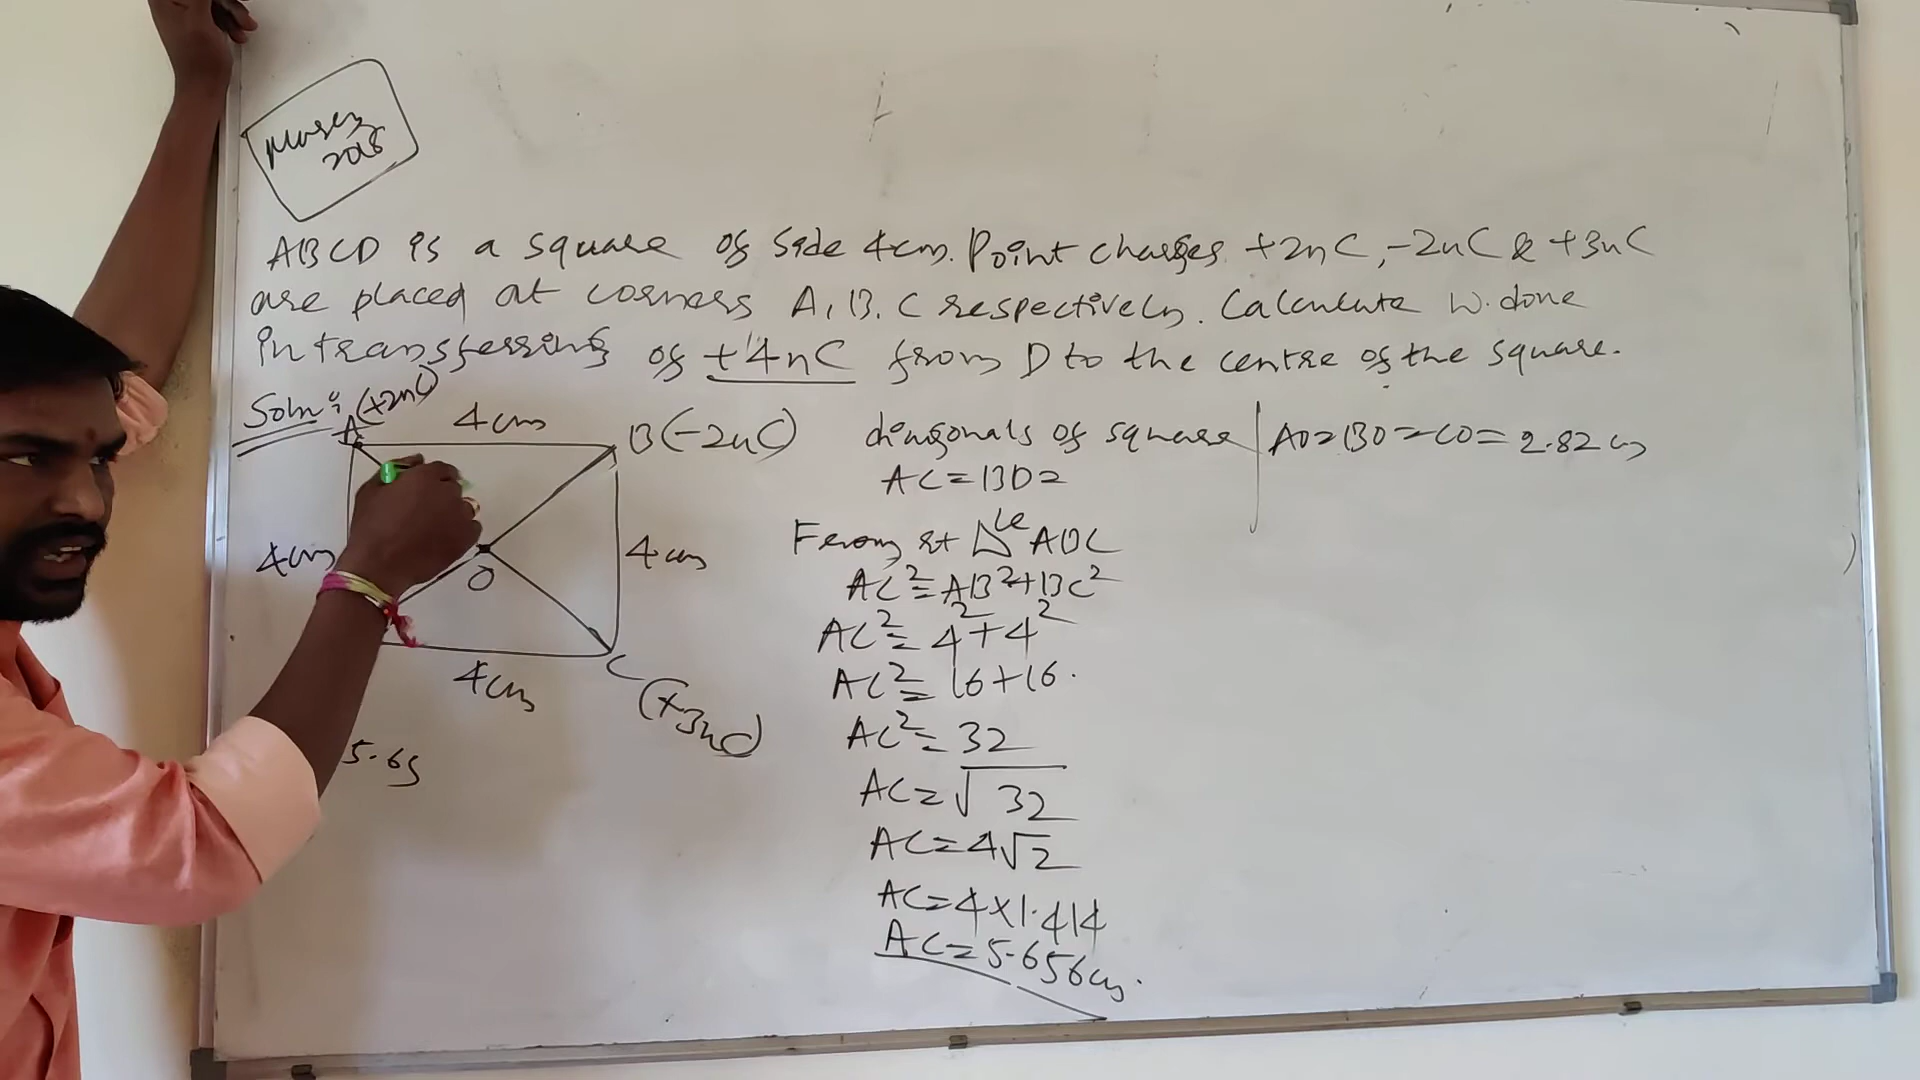 March
2018
ABCD is a square of side 4cm. Point charges +2nC, -2nC & +3nC
are placed at corners A, B, C respectively. Calculate W. done
in transferring of +4nC from D to the centre of the square.
Soln:
A (+2nC)
4cm
B (-2nC)
4cm
4cm
O
4cm
C (+3nC)
5.65
diagonals of square
AC = BD =
From rt △le ABC
AC² = AB² + BC²
AC² = 4² + 4²
AC² = 16 + 16.
AC² = 32
AC = √32
AC = 4√2
AC = 4 × 1.414
AC = 5.656 cm.
AO = BO = CO = 2.82 cm